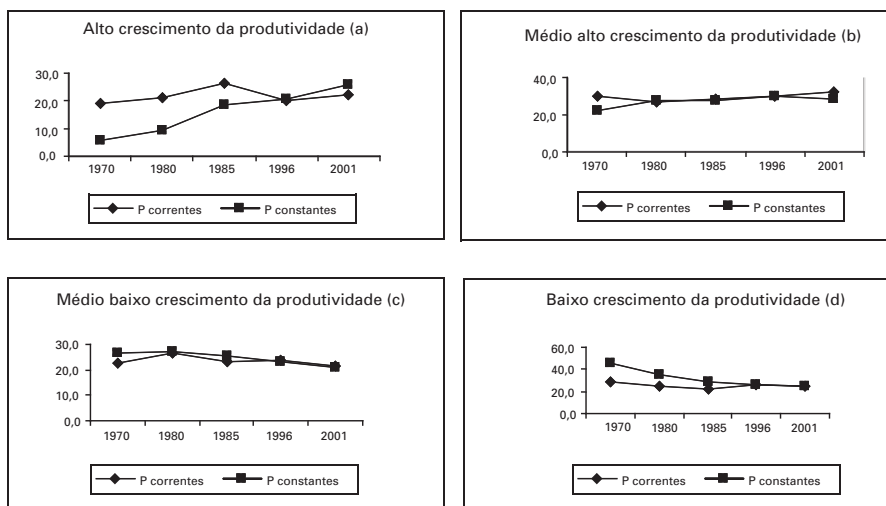 Alto crescimento da produtividade (a)
30,0
20,0
10,0
0,0
1970 1980 1985 1996 2001
P correntes P constantes
Médio alto crescimento da produtividade (b)
40,0
20,0
0,0
1970 1980 1985 1996 2001
P correntes P constantes
Médio baixo crescimento da produtividade (c)
30,0
20,0
10,0
0,0
1970 1980 1985 1996 2001
P correntes P constantes
Baixo crescimento da produtividade (d)
60,0
40,0
20,0
0,0
1970 1980 1985 1996 2001
P correntes P constantes